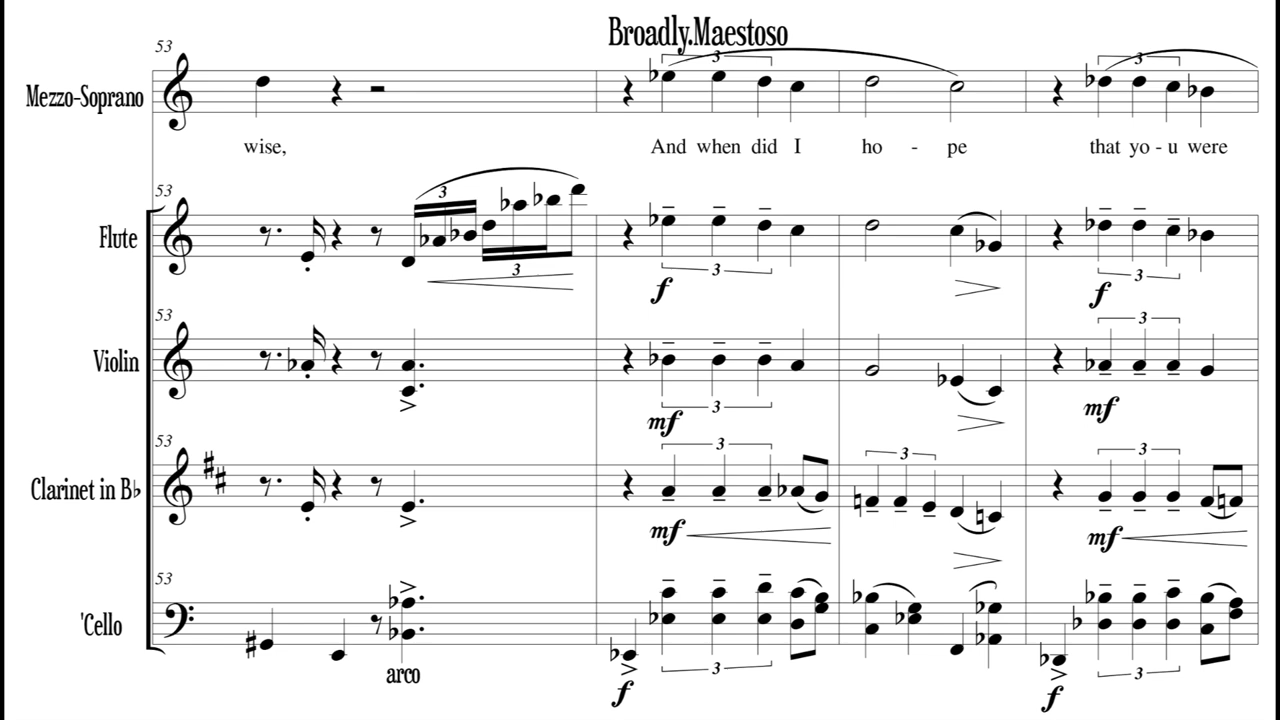 Broadly.Maestoso
53
3
3
Mezzo-Soprano
wise, And when did I ho - pe that yo - u were
53
3
Flute
3
3
3
f
f
53
3
Violin
3
mf
mf
53
3
3
3
Clarinet in B♭
mf
mf
53
'Cello
arco
3
3
f
f